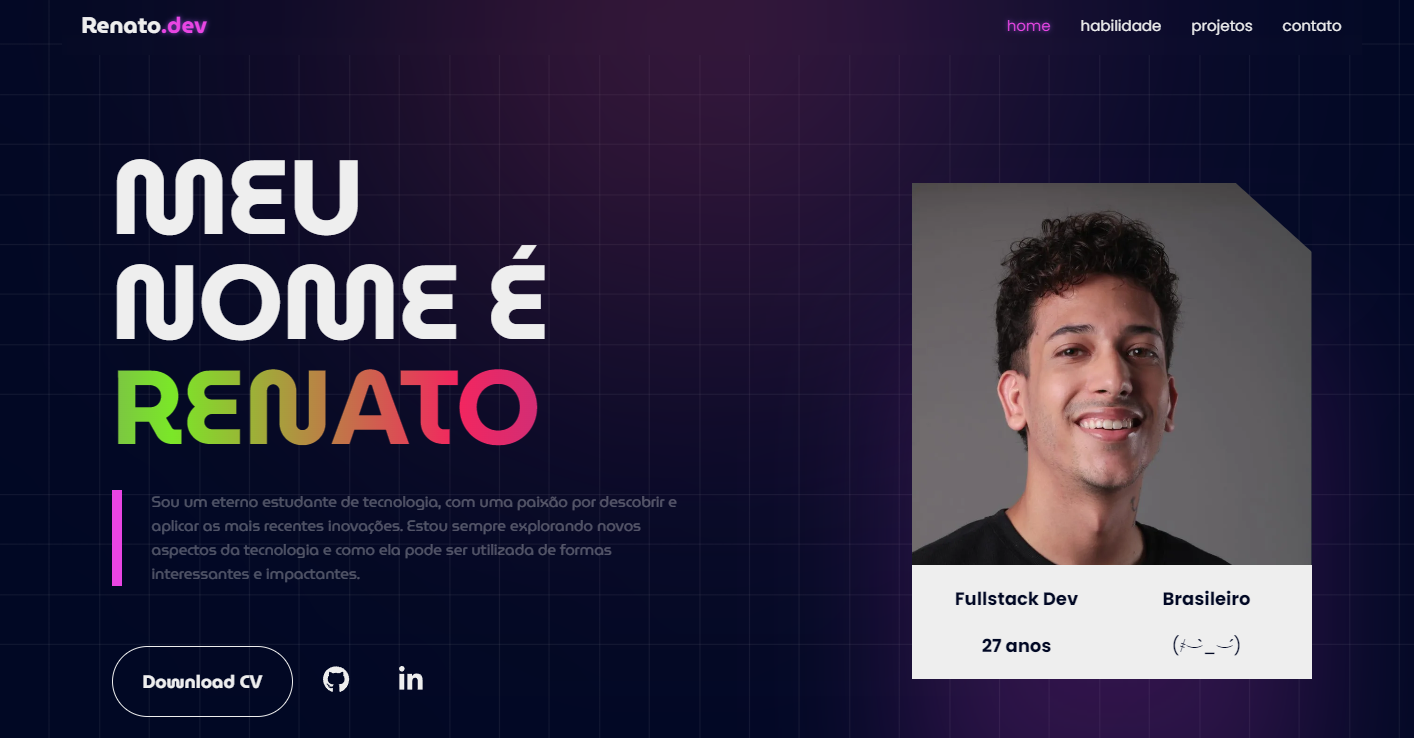 Renato.dev
home habilidade projetos contato
MEU
NOME É
RENATO
Sou um eterno estudante de tecnologia, com uma paixão por descobrir e
aplicar as mais recentes inovações. Estou sempre explorando novos
aspectos da tecnologia e como ela pode ser utilizada de formas
interessantes e impactantes.
Download CV
in
Fullstack Dev Brasileiro
27 anos